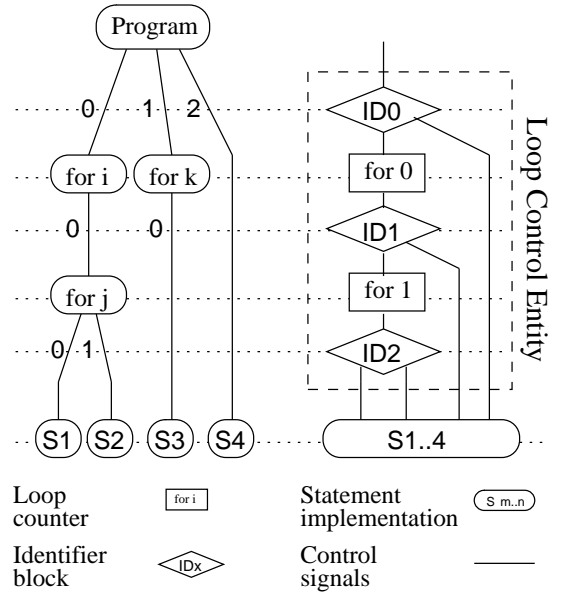 Program
0 1 2
ID0
for i for k
for 0
0 0
ID1
for j
for 1
0 1
ID2
Loop Control Entity
S1 S2 S3 S4
S1..4
Loop
counter
for i
Statement
implementation
S m..n
Identifier
block
IDx
Control
signals